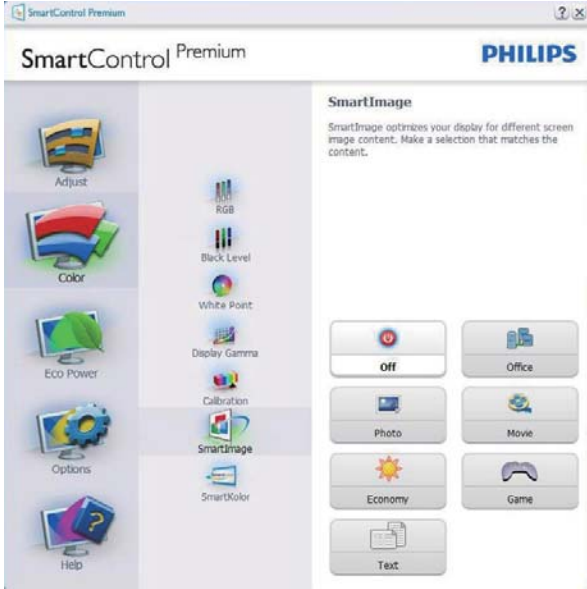 SmartControl Premium
SmartControl Premium
PHILIPS
Adjust
Color
Eco Power
Options
Help
RGB
Black Level
White Point
Display Gamma
Calibration
SmartImage
SmartKolor
SmartImage
SmartImage optimizes your display for different screen
image content. Make a selection that matches the
content.
Off
Office
Photo
Movie
Economy
Game
Text